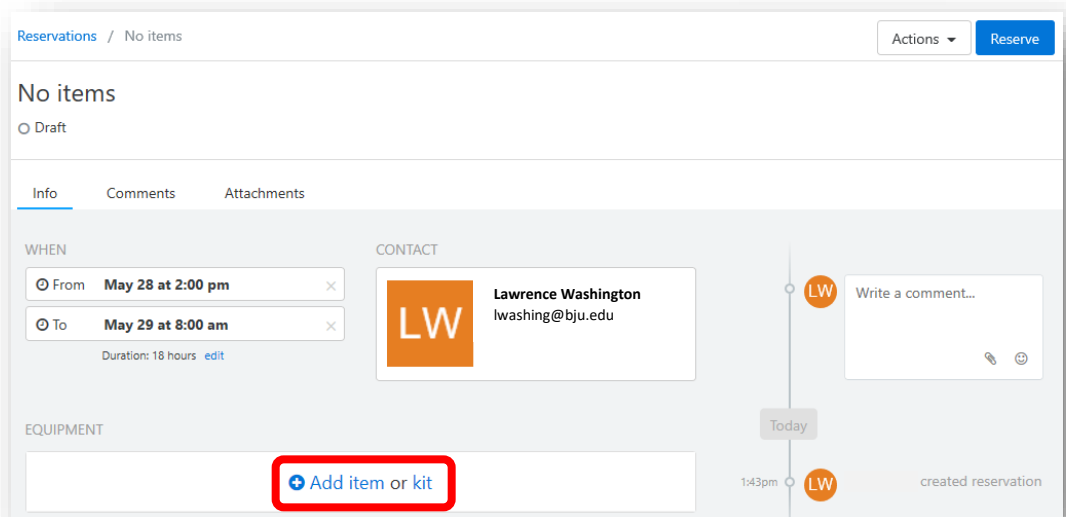 Reservations / No items
Actions
Reserve
No items
Draft
Info
Comments
Attachments
WHEN
From May 28 at 2:00 pm
To May 29 at 8:00 am
Duration: 18 hours edit
CONTACT
LW
Lawrence Washington
lwashing@bju.edu
EQUIPMENT
Add item or kit
LW
Write a comment...
Today
1:43pm
LW
created reservation